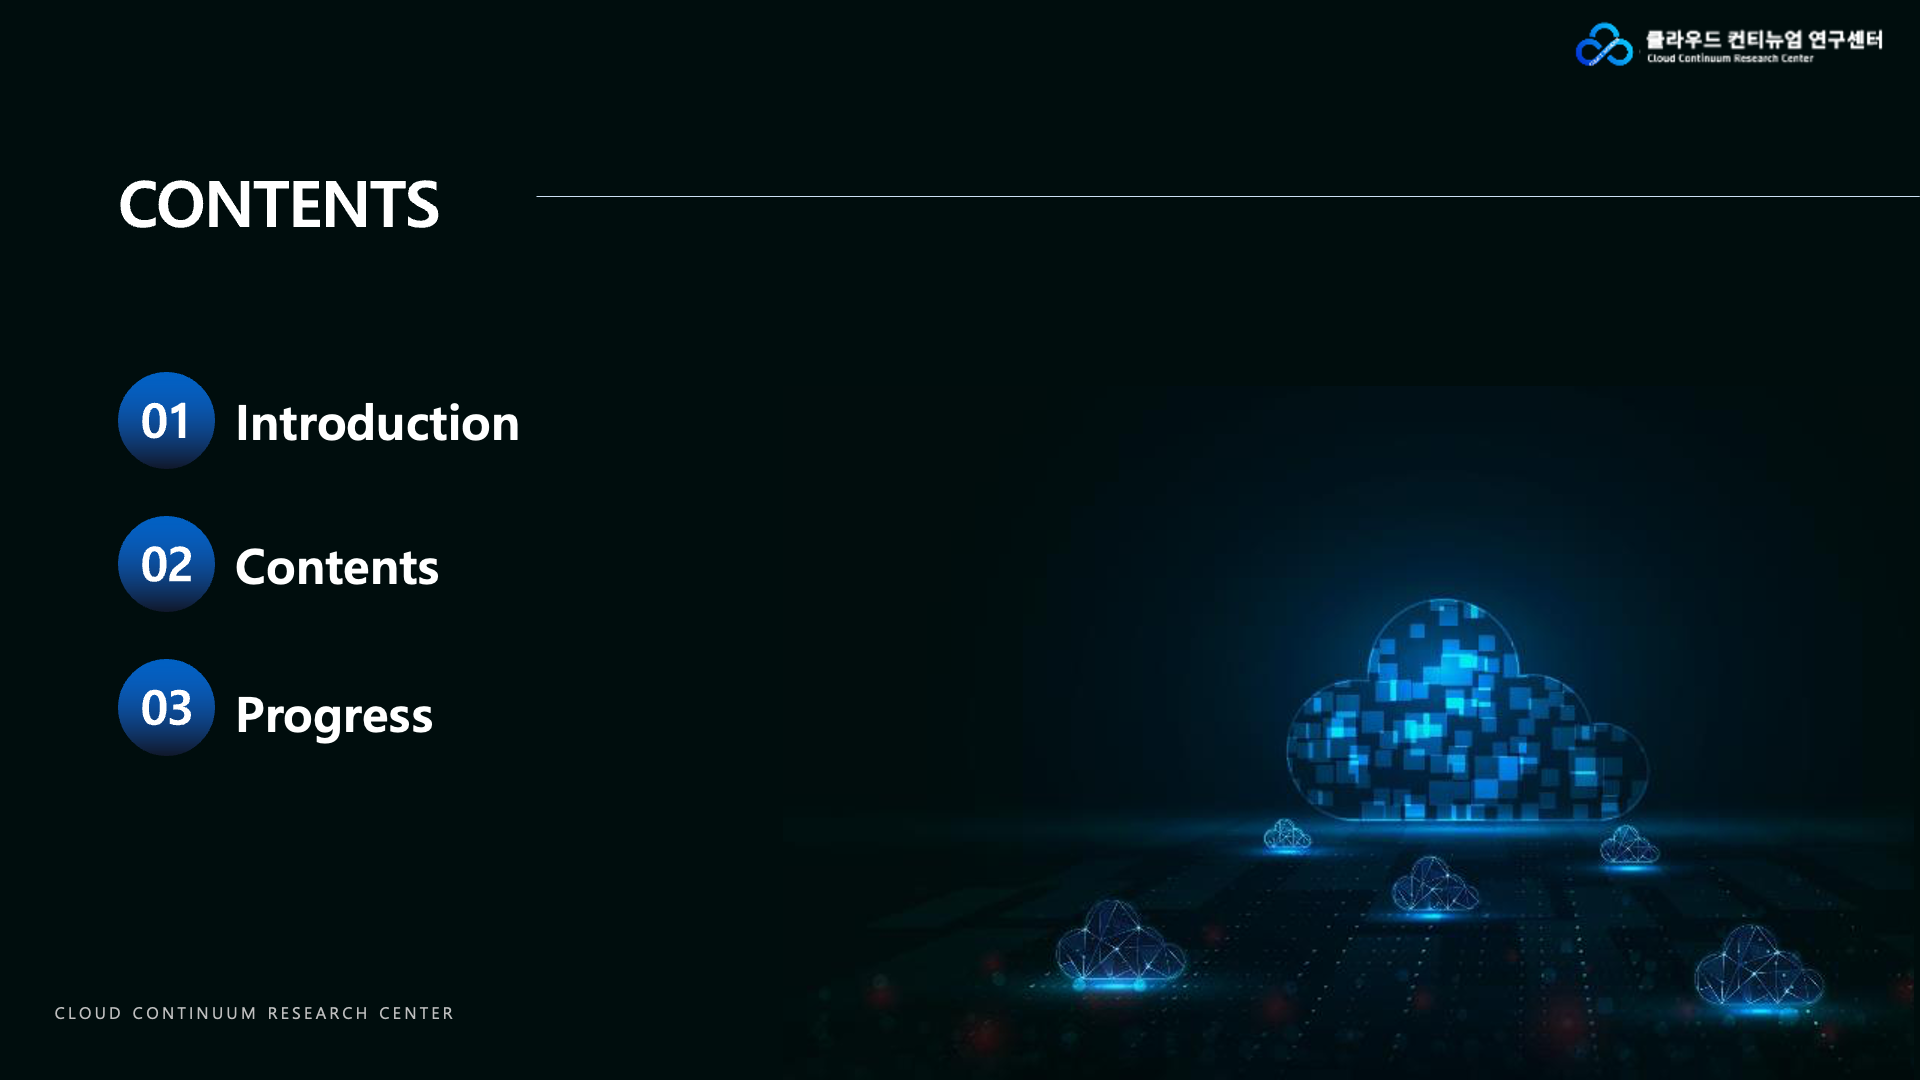 클라우드 컨티뉴엄 연구센터
Cloud Continuum Research Center
CONTENTS
01 Introduction
02 Contents
03 Progress
CLOUD CONTINUUM RESEARCH CENTER